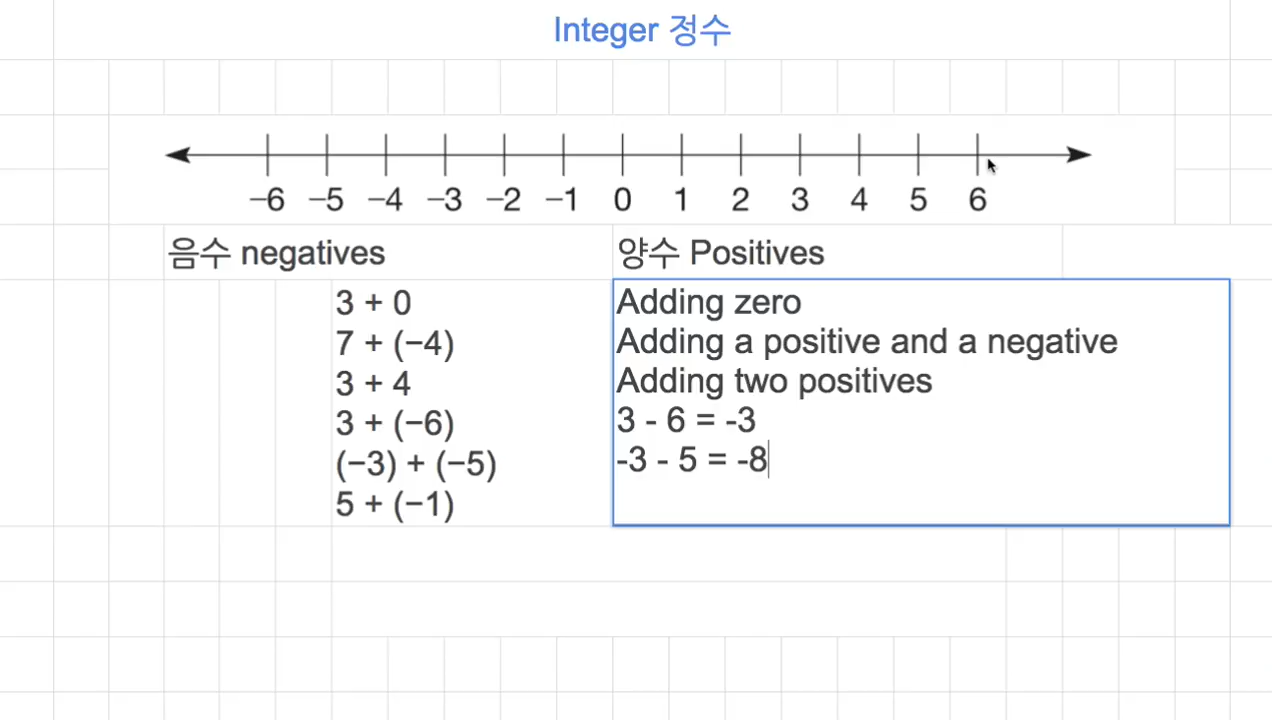 Integer 정수
–6 –5 –4 –3 –2 –1 0 1 2 3 4 5 6
음수 negatives
양수 Positives
3 + 0
7 + (−4)
3 + 4
3 + (−6)
(−3) + (−5)
5 + (−1)
Adding zero
Adding a positive and a negative
Adding two positives
3 - 6 = -3
-3 - 5 = -8